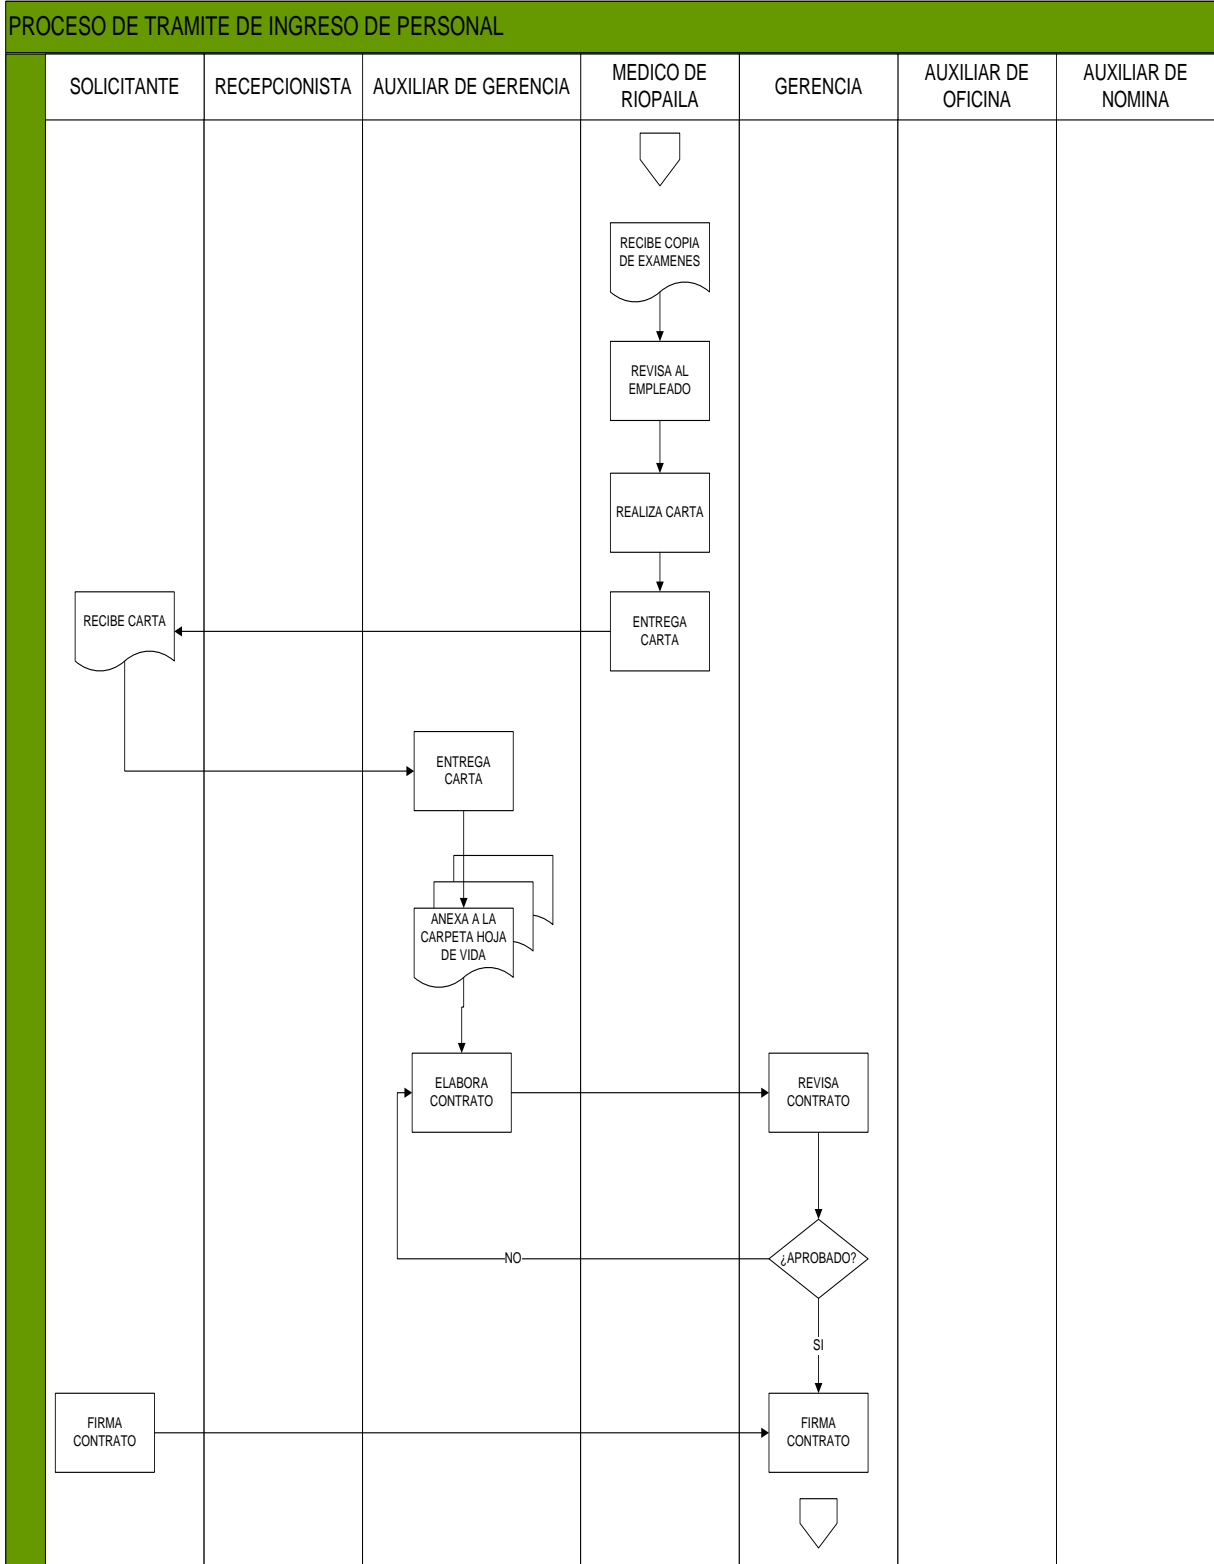 PROCESO DE TRAMITE DE INGRESO DE PERSONAL
SOLICITANTE
RECEPCIONISTA
AUXILIAR DE GERENCIA
MEDICO DE
RIOPAILA
GERENCIA
AUXILIAR DE
OFICINA
AUXILIAR DE
NOMINA
RECIBE COPIA
DE EXAMENES
REVISA AL
EMPLEADO
REALIZA CARTA
ENTREGA
CARTA
RECIBE CARTA
ENTREGA
CARTA
ANEXA A LA
CARPETA HOJA
DE VIDA
ELABORA
CONTRATO
REVISA
CONTRATO
¿APROBADO?
NO
SI
FIRMA
CONTRATO
FIRMA
CONTRATO